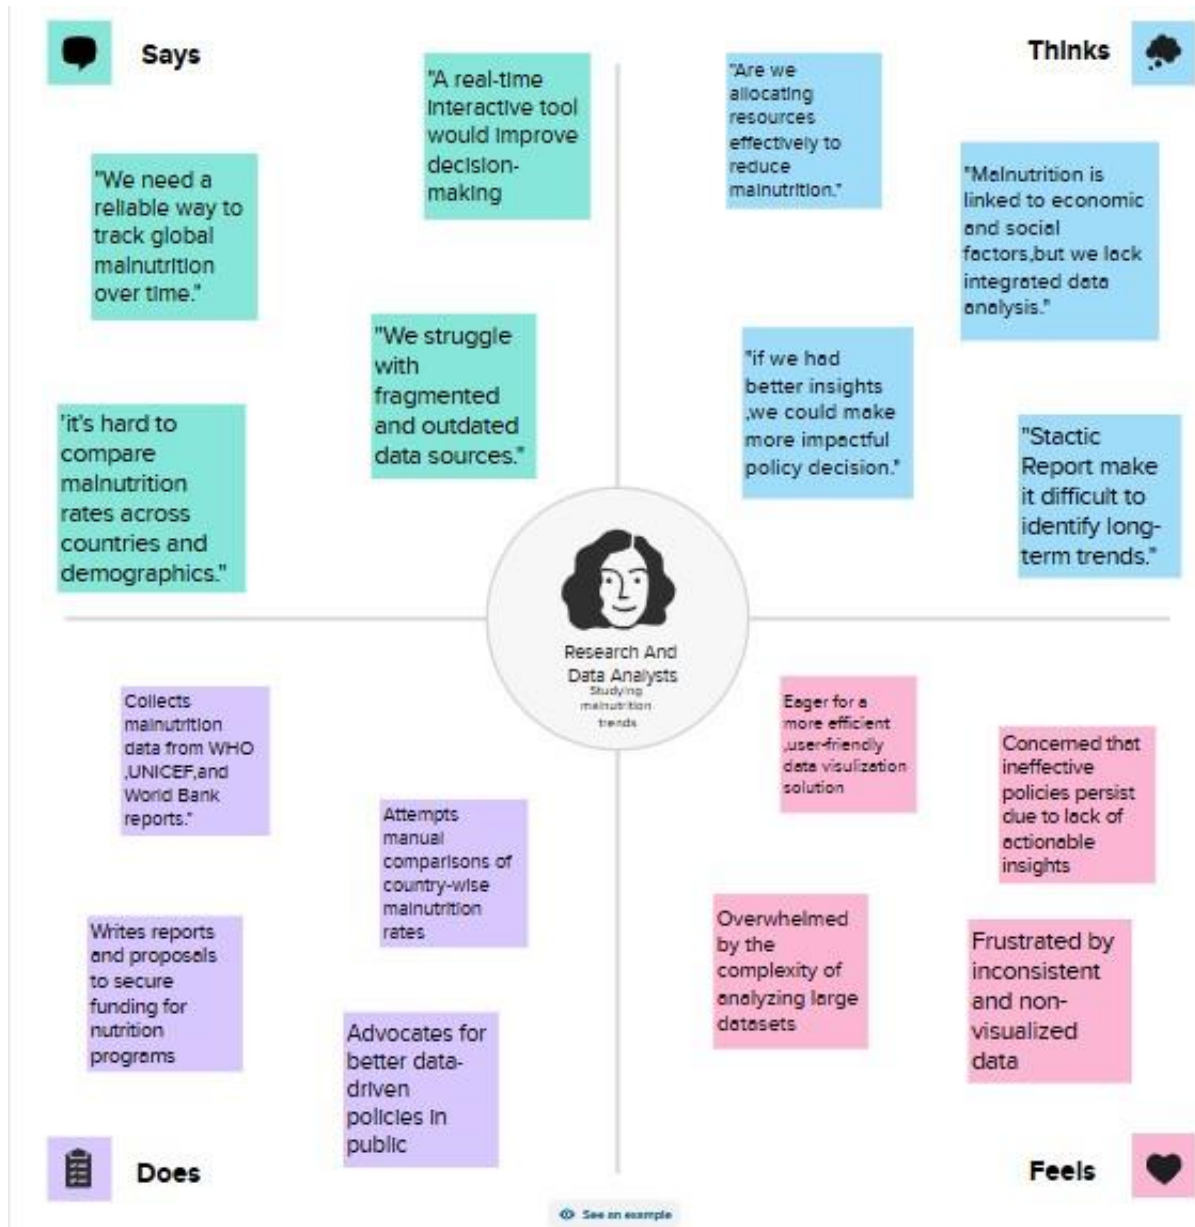 Says
"A real-time
interactive tool
would improve
decision-
making
"We need a
reliable way to
track global
malnutrition
over time."
"We struggle
with
fragmented
and outdated
data sources."
'it's hard to
compare
malnutrition
rates across
countries and
demographics."
Thinks
"Are we
allocating
resources
effectively to
reduce
malnutrition."
"Malnutrition is
linked to economic
and social
factors,but we lack
integrated data
analysis."
"if we had
better insights
,we could make
more impactful
policy decision."
"Stactic
Report make
it difficult to
identify long-
term trends."
Research And
Data Analysts
Studying
malnutrition
trends
Collects
malnutrition
data from WHO
,UNICEF,and
World Bank
reports."
Attempts
manual
comparisons of
country-wise
malnutrition
rates
Writes reports
and proposals
to secure
funding for
nutrition
programs
Advocates for
better data-
driven
policies in
public
Does
Eager for a
more efficient
,user-friendly
data visulization
solution
Concerned that
ineffective
policies persist
due to lack of
actionable
insights
Overwhelmed
by the
complexity of
analyzing large
datasets
Frustrated by
inconsistent
and non-
visualized
data
Feels
See an example